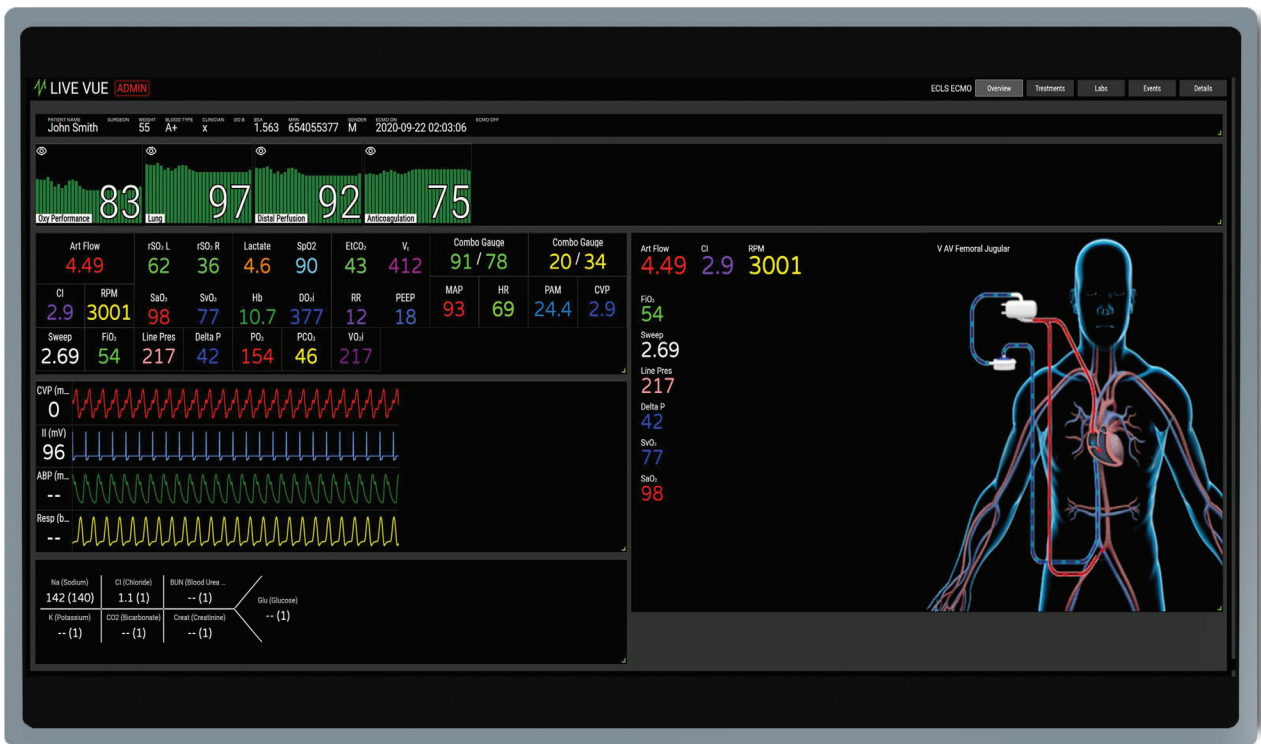 LIVE VUE ADMIN
ECLS ECMO Overview Treatments Labs Events Details
PATIENT NAME SURGEON WEIGHT BLOOD TYPE CLINICIAN DO B BSA MRN GENDER ECMO ON ECMO OFF
John Smith 55 A+ x 1.563 654055377 M 2020-09-22 02:03:06
83 97 92 75
Oxy Performance Lung Distal Perfusion Anticoagulation
Art Flow rSO₂ L rSO₂ R Lactate SpO2 EtCO₂ Vₜ Combo Gauge Combo Gauge
4.49 62 36 4.6 90 43 412 91/78 20/34
CI RPM SaO₂ SvO₂ Hb DO₂i RR PEEP MAP HR PAM CVP
2.9 3001 98 77 10.7 377 12 18 93 69 24.4 2.9
Sweep FiO₂ Line Pres Delta P PO₂ PCO₂ VO₂I
2.69 54 217 42 154 46 217
CVP (m...
0
II (mV)
96
ABP (m...
--
Resp (b...
--
Na (Sodium) Cl (Chloride) BUN (Blood Urea ...
142 (140) 1.1 (1) -- (1)
Glu (Glucose)
-- (1)
K (Potassium) CO2 (Bicarbonate) Creat (Creatinine)
-- (1) -- (1) -- (1)
Art Flow CI RPM
4.49 2.9 3001
FiO₂
54
Sweep
2.69
Line Pres
217
Delta P
42
SvO₂
77
SaO₂
98
V AV Femoral Jugular